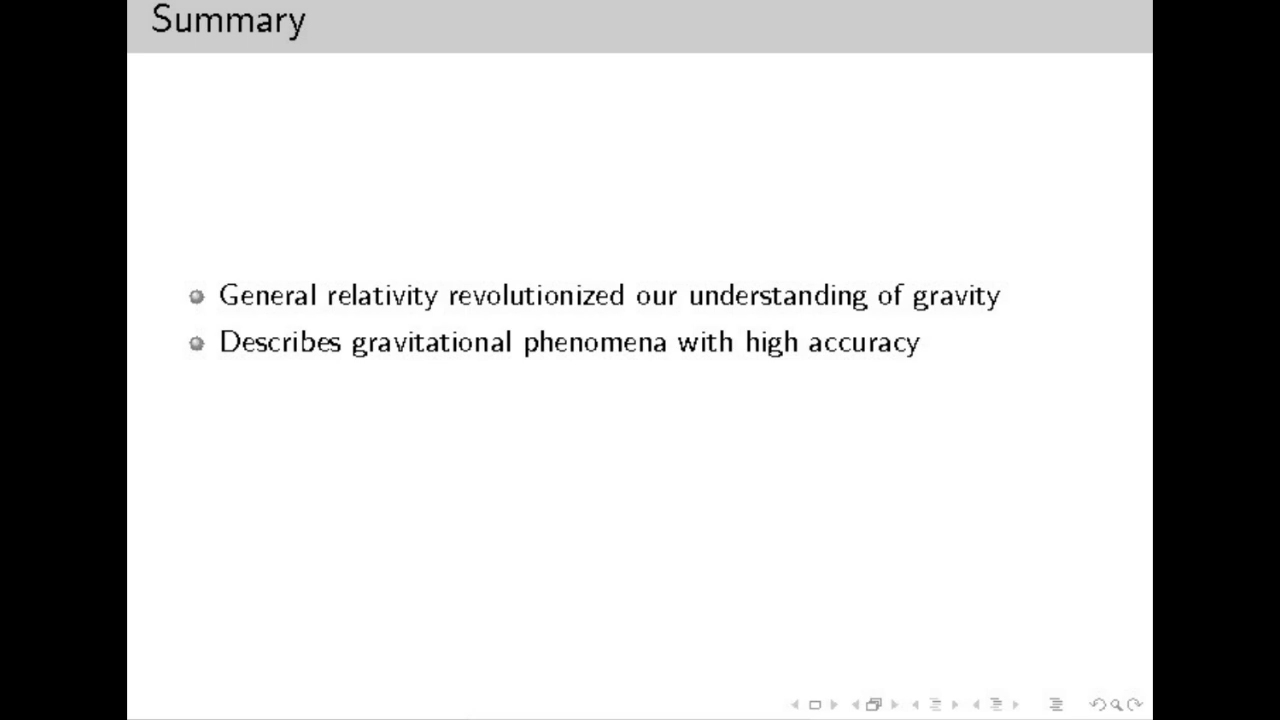 Summary
General relativity revolutionized our understanding of gravity
Describes gravitational phenomena with high accuracy